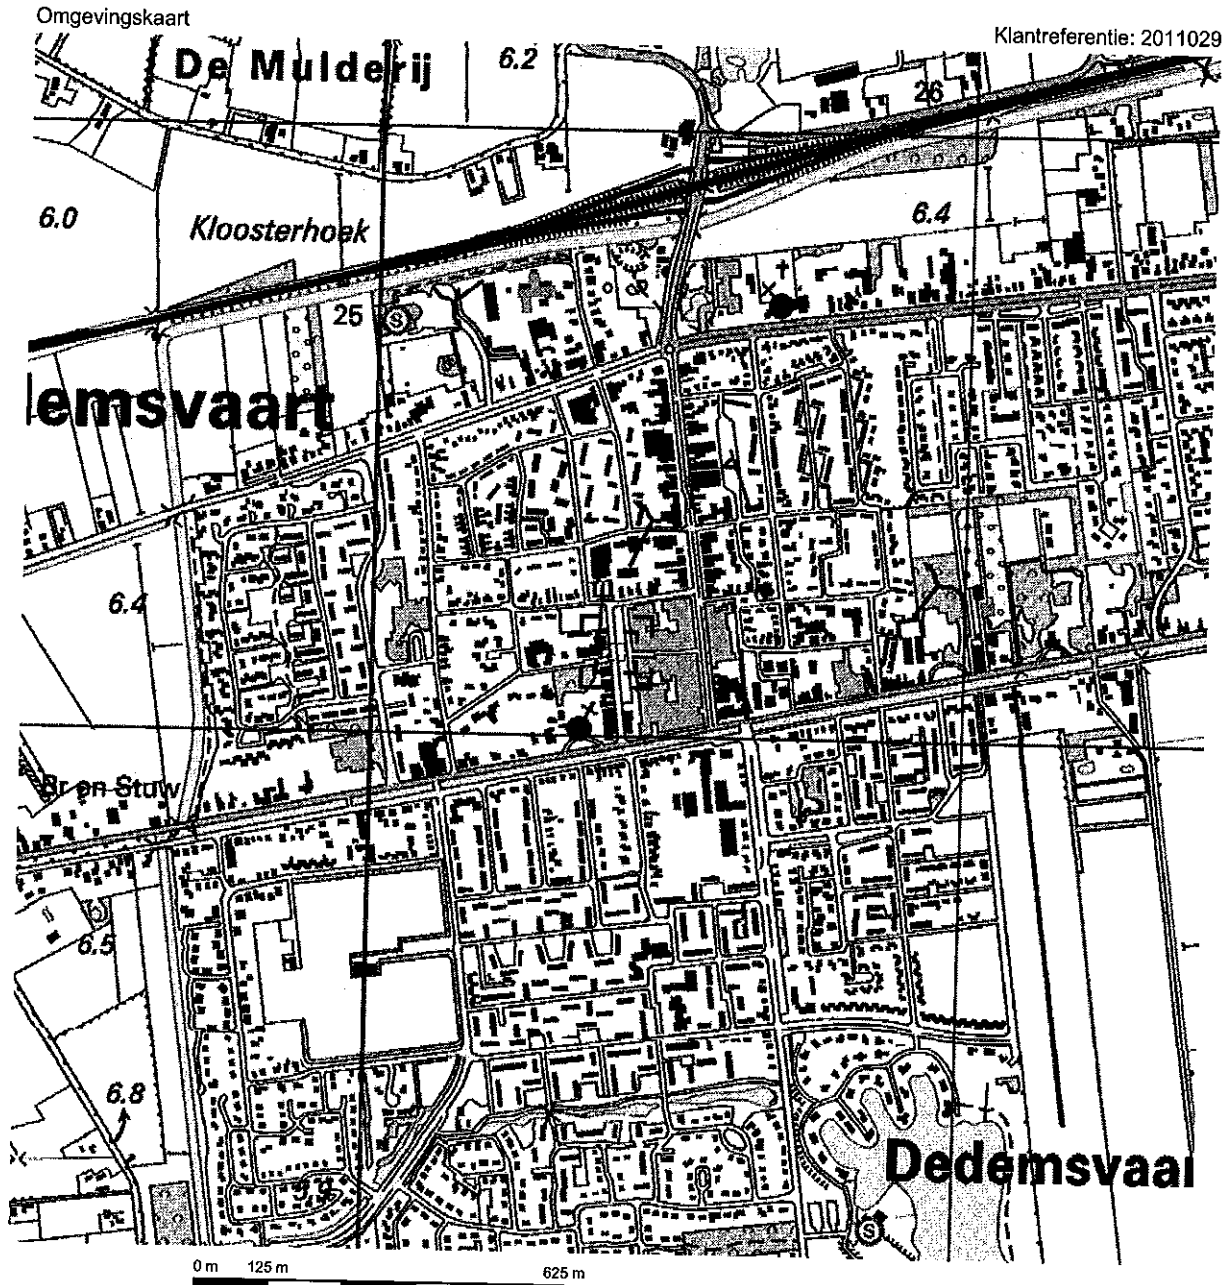 Omgevingskaart
Klantreferentie: 2011029
De Mulderij
6.2
26
6.0
Kloosterhoek
6.4
25
S
emsvaart
6.4
Br en Stuw
6.5
6.8
Dedemsvaar
S
0 m 125 m 625 m